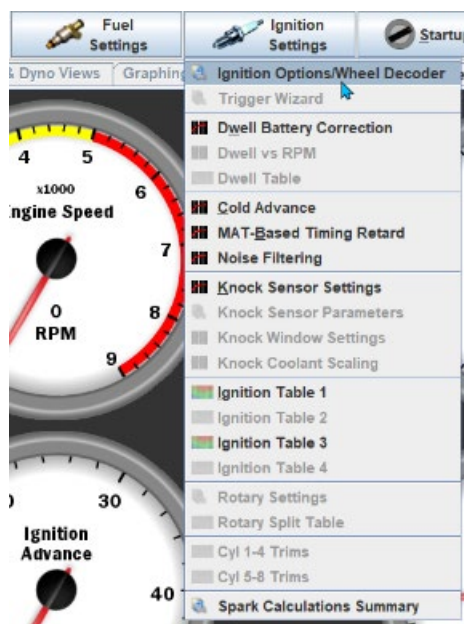 Fuel
Settings
Ignition
Settings
Startu
& Dyno Views
Graphing
Ignition Options/Wheel Decoder
Trigger Wizard
Dwell Battery Correction
Dwell vs RPM
Dwell Table
Cold Advance
MAT-Based Timing Retard
Noise Filtering
Knock Sensor Settings
Knock Sensor Parameters
Knock Window Settings
Knock Coolant Scaling
Ignition Table 1
Ignition Table 2
Ignition Table 3
Ignition Table 4
Rotary Settings
Rotary Split Table
Cyl 1-4 Trims
Cyl 5-8 Trims
Spark Calculations Summary
4
5
6
7
8
9
x1000
ngine Speed
0
RPM
30
40
Ignition
Advance